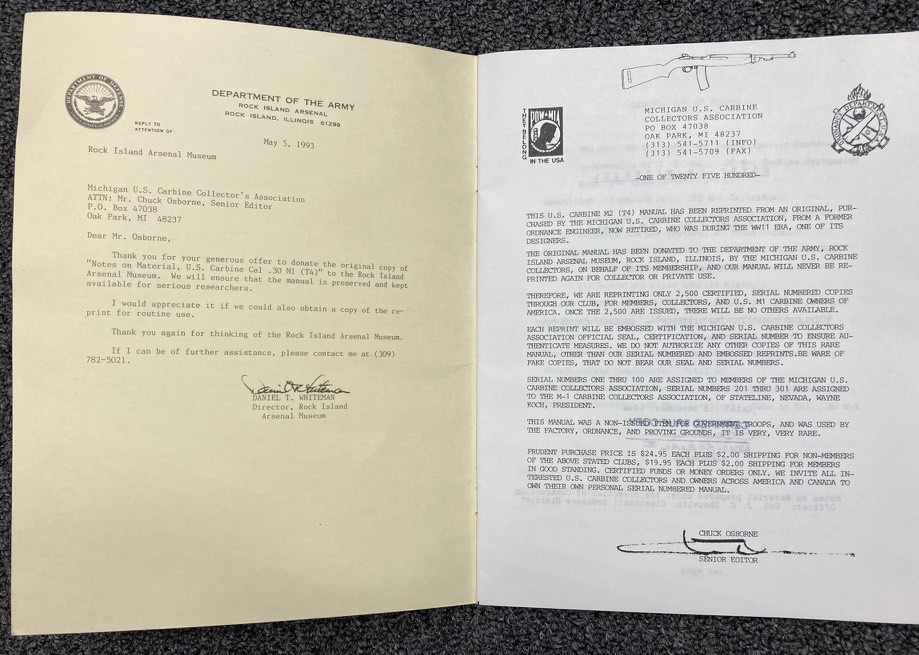 DEPARTMENT OF DEFENSE
DEPARTMENT OF THE ARMY
ROCK ISLAND ARSENAL
ROCK ISLAND, ILLINOIS 61299
REPLY TO
ATTENTION OF
May 5, 1993
Rock Island Arsenal Museum
Michigan U.S. Carbine Collector's Association
ATTN: Mr. Chuck Osborne, Senior Editor
P.O. Box 47038
Oak Park, MI 48237
Dear Mr. Osborne,
Thank you for your generous offer to donate the original copy of
"Notes on Material, U.S. Carbine Cal .30 M1 (T4)" to the Rock Island
Arsenal Museum. We will ensure that the manual is preserved and kept
available for serious researchers.
I would appreciate it if we could also obtain a copy of the re-
print for routine use.
Thank you again for thinking of the Rock Island Arsenal Museum.
If I can be of further assistance, please contact me at (309)
782-5021.
DANIEL T. WHITEMAN
Director, Rock Island
Arsenal Museum
THEY BELONG
POW-MIA
IN THE USA
MICHIGAN U.S. CARBINE
COLLECTORS ASSOCIATION
PO BOX 47038
OAK PARK, MI 48237
(313) 541-5711 (INFO)
(313) 541-5709 (FAX)
ORDNANCE DEPARTMENT
-ONE OF TWENTY FIVE HUNDRED-
THIS U.S. CARBINE M2 (T4) MANUAL HAS BEEN REPRINTED FROM AN ORIGINAL, PUR-
CHASED BY THE MICHIGAN U.S. CARBINE COLLECTORS ASSOCIATION, FROM A FORMER
ORDNANCE ENGINEER, NOW RETIRED, WHO WAS DURING THE WW11 ERA, ONE OF ITS
DESIGNERS.
THE ORIGINAL MANUAL HAS BEEN DONATED TO THE DEPARTMENT OF THE ARMY, ROCK
ISLAND ARSENAL MUSEUM, ROCK ISLAND, ILLINOIS, BY THE MICHIGAN U.S. CARBINE
COLLECTORS, ON BEHALF OF ITS MEMBERSHIP, AND OUR MANUAL WILL NEVER BE RE-
PRINTED AGAIN FOR COLLECTOR OR PRIVATE USE.
THEREFORE, WE ARE REPRINTING ONLY 2,500 CERTIFIED, SERIAL NUMBERED COPIES
THROUGH OUR CLUB, FOR MEMBERS, COLLECTORS, AND U.S. M1 CARBINE OWNERS OF
AMERICA. ONCE THE 2,500 ARE ISSUED, THERE WILL BE NO OTHERS AVAILABLE.
EACH REPRINT WILL BE EMBOSSED WITH THE MICHIGAN U.S. CARBINE COLLECTORS
ASSOCIATION OFFICIAL SEAL, CERTIFICATION, AND SERIAL NUMBER TO ENSURE AU-
THENTICATE MEASURES. WE DO NOT AUTHORIZE ANY OTHER COPIES OF THIS RARE
MANUAL, OTHER THAN OUR SERIAL NUMBERED AND EMBOSSED REPRINTS.BE WARE OF
FAKE COPIES, THAT DO NOT BEAR OUR SEAL AND SERIAL NUMBERS.
SERIAL NUMBERS ONE THRU 100 ARE ASSIGNED TO MEMBERS OF THE MICHIGAN U.S.
CARBINE COLLECTORS ASSOCIATION, SERIAL NUMBERS 201 THRU 301 ARE ASSIGNED
TO THE M-1 CARBINE COLLECTORS ASSOCIATION, OF STATELINE, NEVADA, WAYNE
KOCH, PRESIDENT.
THIS MANUAL WAS A NON-ISSUED ITEM FOR GOVERNMENT TROOPS, AND WAS USED BY
THE FACTORY, ORDNANCE, AND PROVING GROUNDS, IT IS VERY, VERY RARE.
PRUDENT PURCHASE PRICE IS $24.95 EACH PLUS $2.00 SHIPPING FOR NON-MEMBERS
OF THE ABOVE STATED CLUBS, $19.95 EACH PLUS $2.00 SHIPPING FOR MEMBERS
IN GOOD STANDING. CERTIFIED FUNDS OR MONEY ORDERS ONLY. WE INVITE ALL IN-
TERESTED U.S. CARBINE COLLECTORS AND OWNERS ACROSS AMERICA AND CANADA TO
OWN THEIR OWN PERSONAL SERIAL NUMBERED MANUAL.
CHUCK OSBORNE
SENIOR EDITOR